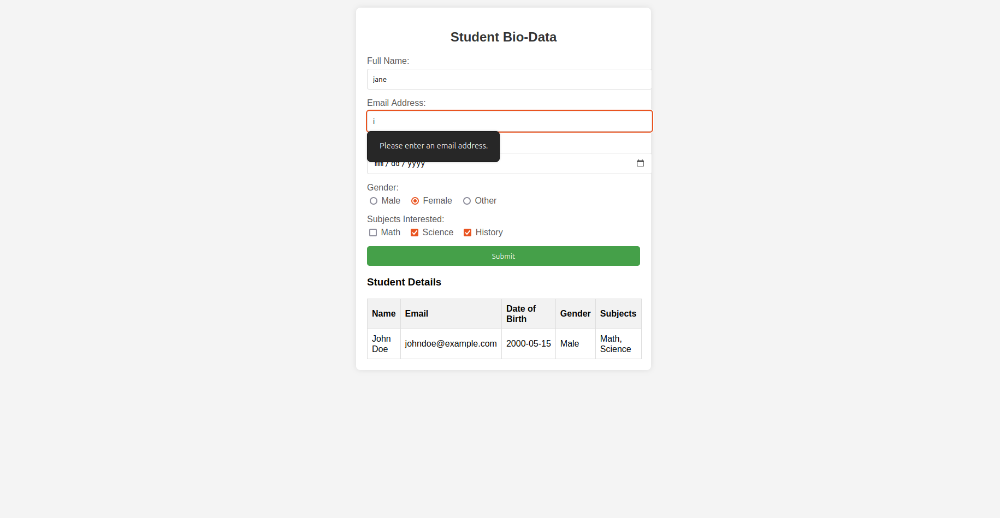 Student Bio-Data
Full Name:
jane
Email Address:
i
Please enter an email address.
mm / dd / yyyy
Gender:
Male Female Other
Subjects Interested:
Math Science History
Submit
Student Details
Name Email Date of Birth Gender Subjects
John Doe johndoe@example.com 2000-05-15 Male Math, Science